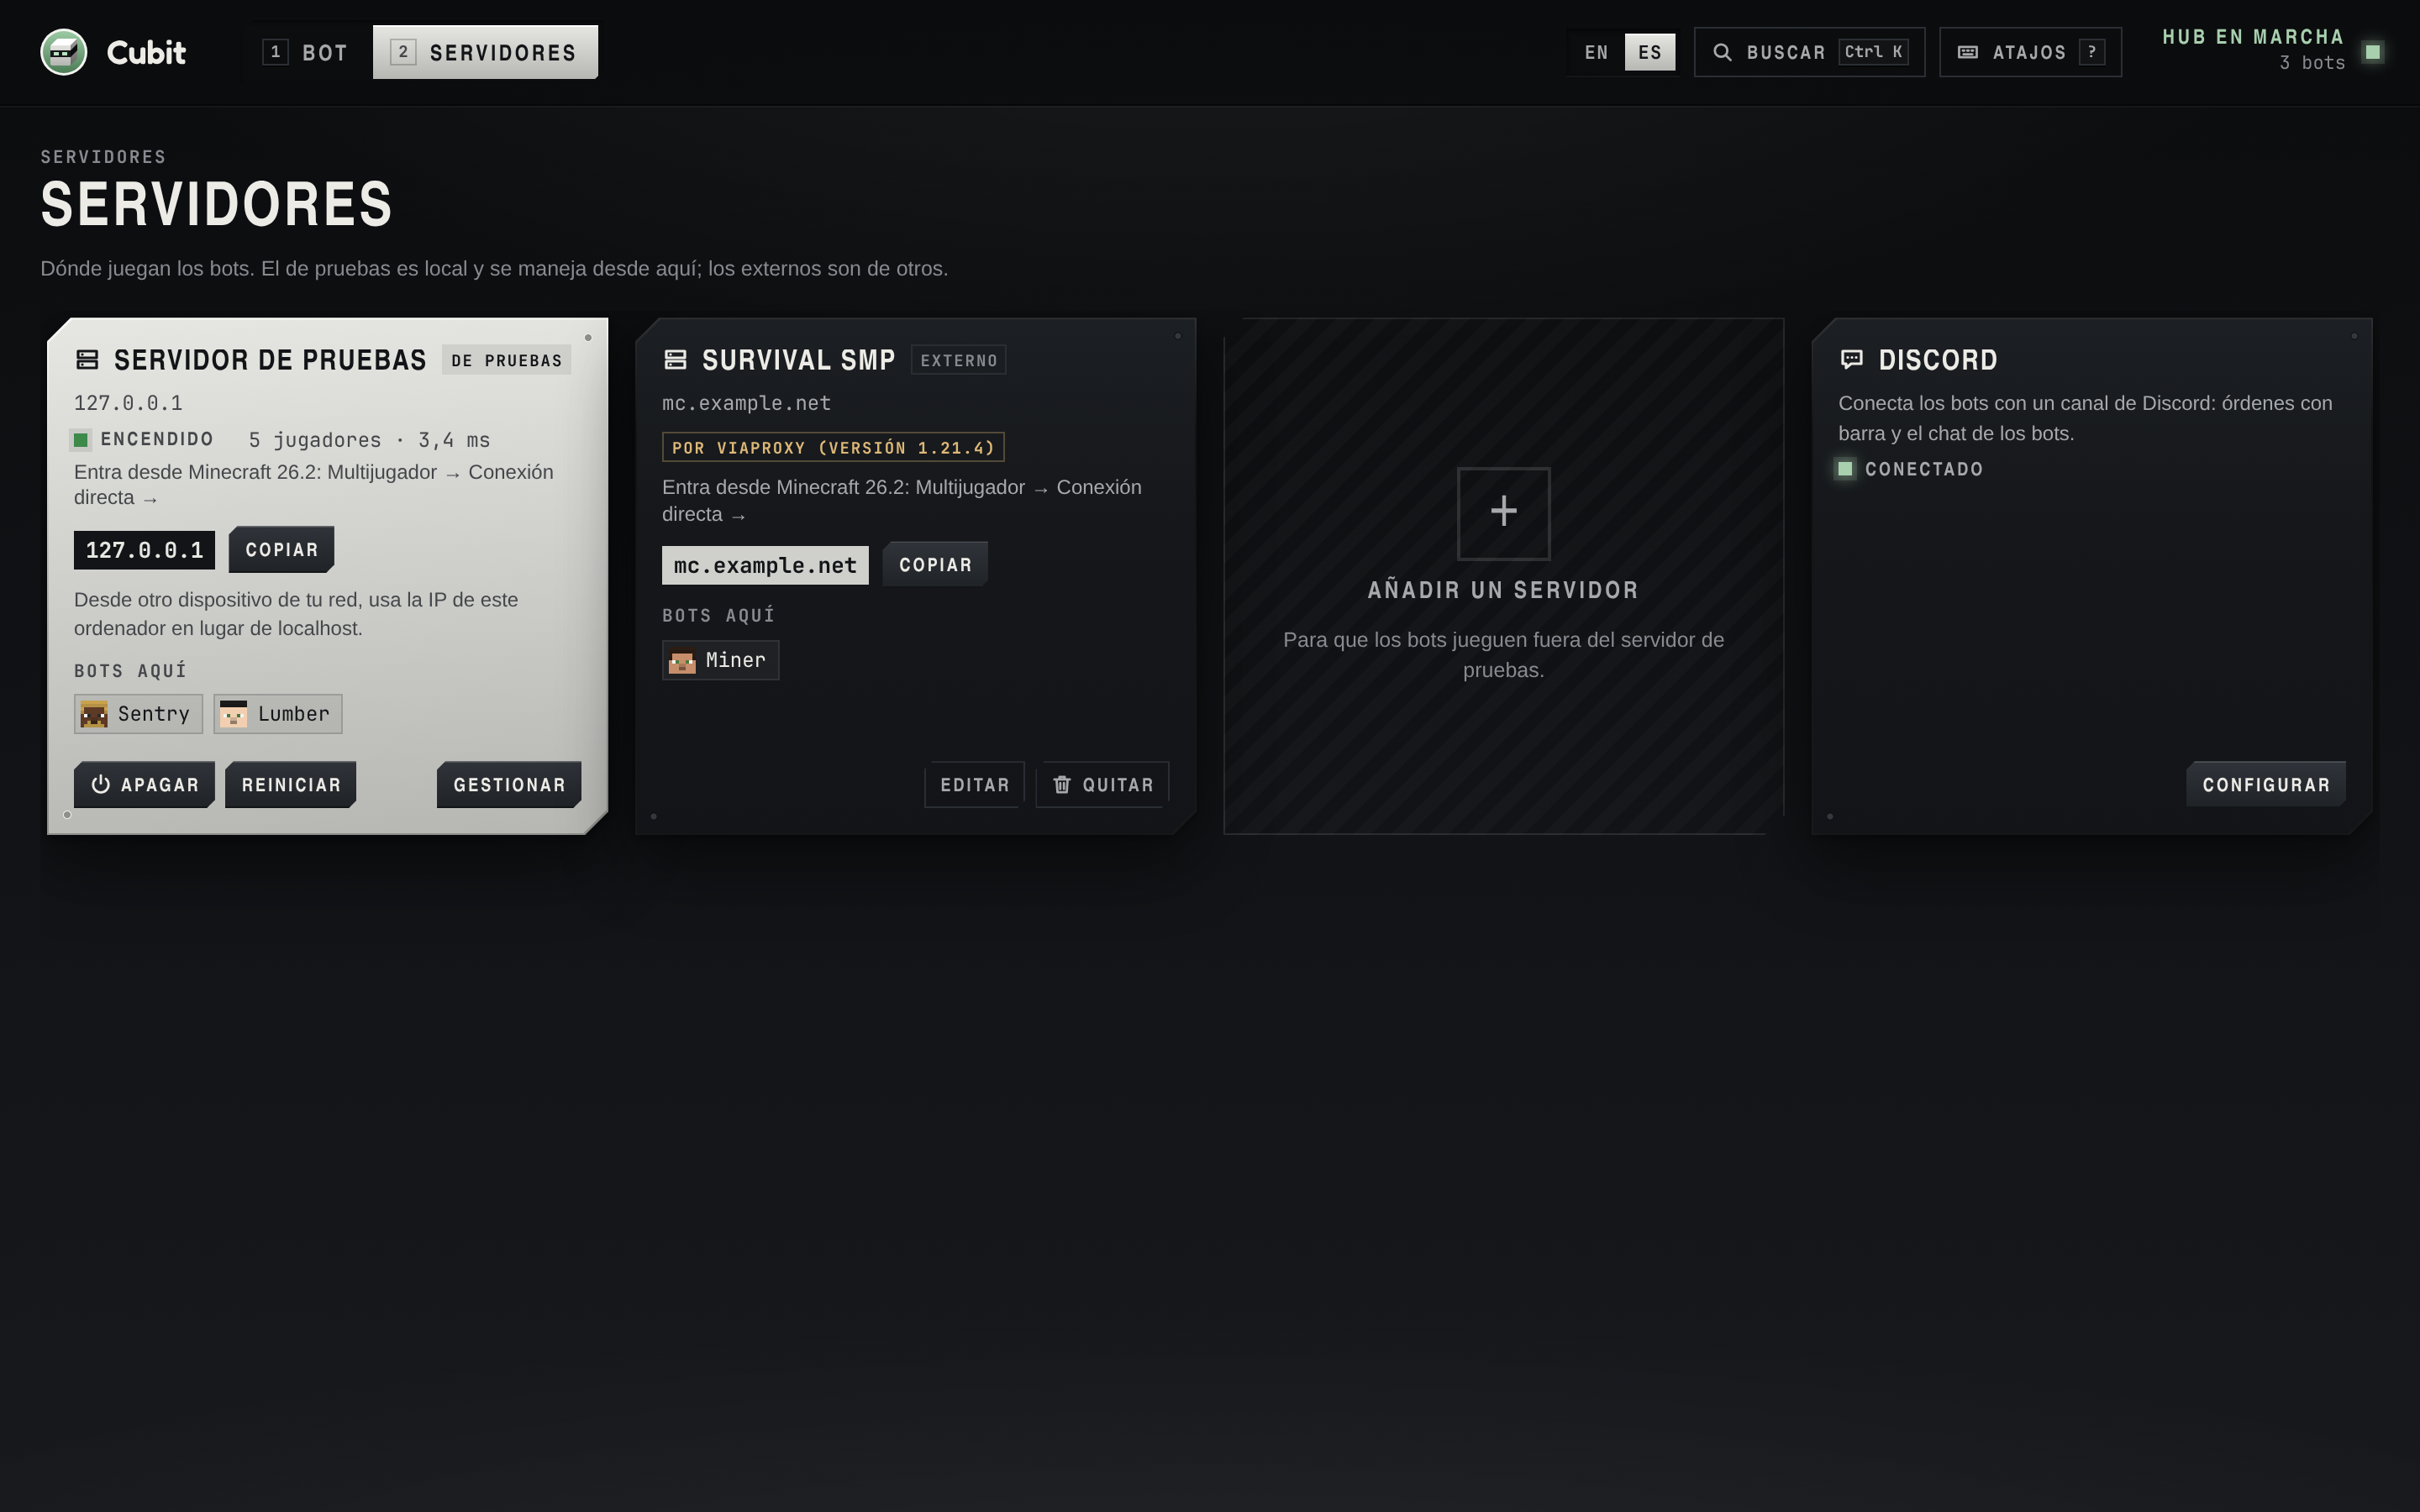 Cubit
1 BOT
2 SERVIDORES
EN ES
BUSCAR Ctrl K
ATAJOS ?
HUB EN MARCHA
3 bots
SERVIDORES
SERVIDORES
Dónde juegan los bots. El de pruebas es local y se maneja desde aquí; los externos son de otros.
SERVIDOR DE PRUEBAS DE PRUEBAS
127.0.0.1
ENCENDIDO 5 jugadores · 3,4 ms
Entra desde Minecraft 26.2: Multijugador → Conexión
directa →
127.0.0.1 COPIAR
Desde otro dispositivo de tu red, usa la IP de este
ordenador en lugar de localhost.
BOTS AQUÍ
Sentry Lumber
APAGAR REINICIAR GESTIONAR
SURVIVAL SMP EXTERNO
mc.example.net
POR VIAPROXY (VERSIÓN 1.21.4)
Entra desde Minecraft 26.2: Multijugador → Conexión
directa →
mc.example.net COPIAR
BOTS AQUÍ
Miner
EDITAR QUITAR
+
AÑADIR UN SERVIDOR
Para que los bots jueguen fuera del servidor de
pruebas.
DISCORD
Conecta los bots con un canal de Discord: órdenes con
barra y el chat de los bots.
CONECTADO
CONFIGURAR